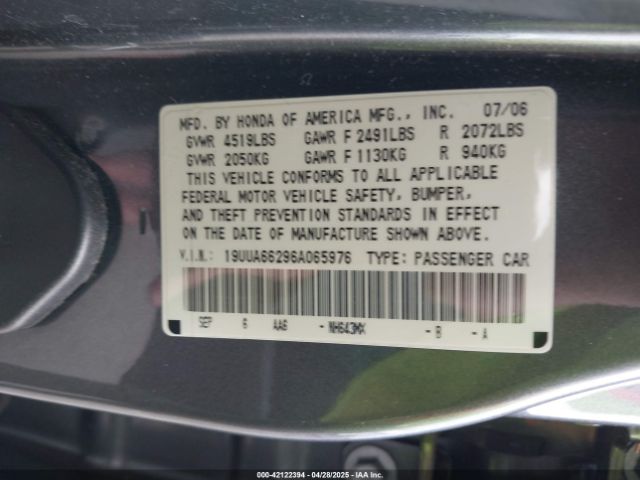 MFD. BY HONDA OF AMERICA MFG., INC. 07/06
GVWR 4519LBS GAWR F 2491LBS R 2072LBS
GVWR 2050KG GAWR F 1130KG R 940KG
THIS VEHICLE CONFORMS TO ALL APPLICABLE
FEDERAL MOTOR VEHICLE SAFETY, BUMPER,
AND THEFT PREVENTION STANDARDS IN EFFECT
ON THE DATE OF MANUFACTURE SHOWN ABOVE.
V.I.N.: 19UUA66296A065976 TYPE: PASSENGER CAR
SEP 6 AA6 -NH643MX -B -A
000-42122394 | 04/28/2025 - IAA Inc.